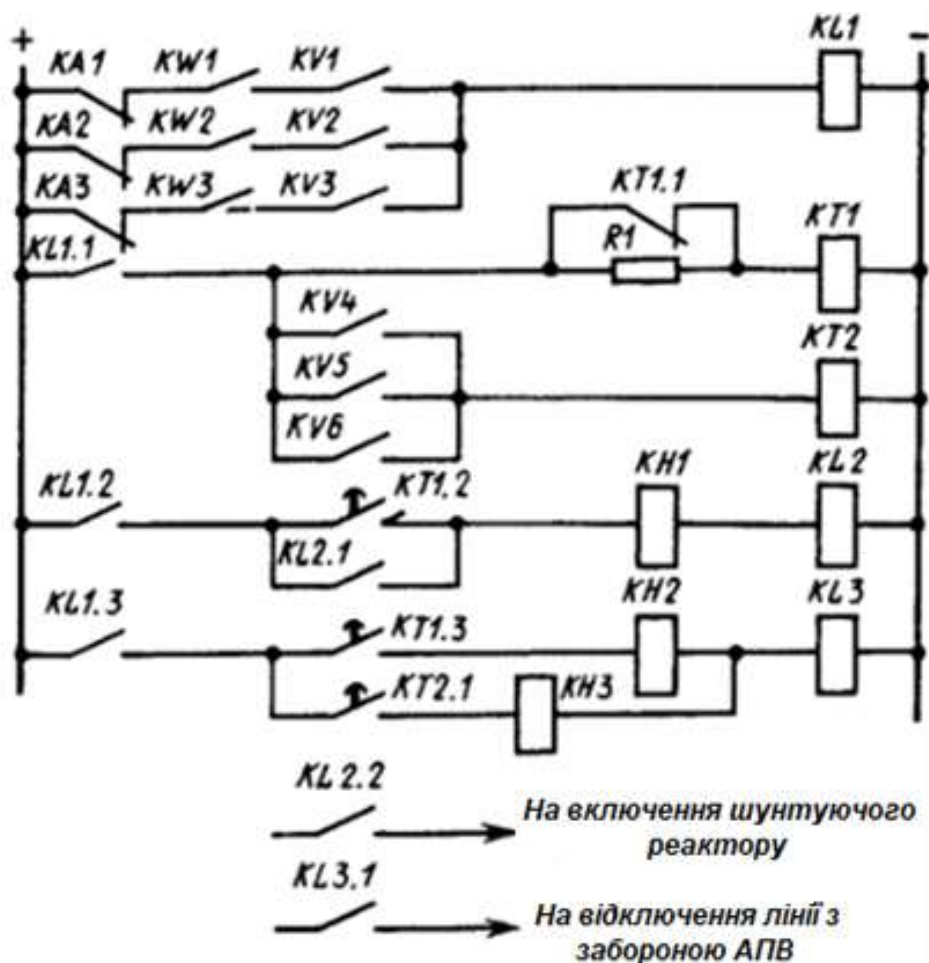 + KA1 KW1 KV1 KL1 -
KA2 KW2 KV2
KA3 KW3 KV3 KT1.1 KT1
KL1.1 R1
KV4 KT2
KV5
KV6
KL1.2 KT1.2 KH1 KL2
KL2.1
KL1.3 KT1.3 KH2 KL3
KT2.1 KH3
KL2.2 На включення шунтуючого
реактору
KL3.1 На відключення лінії з
забороною АПВ